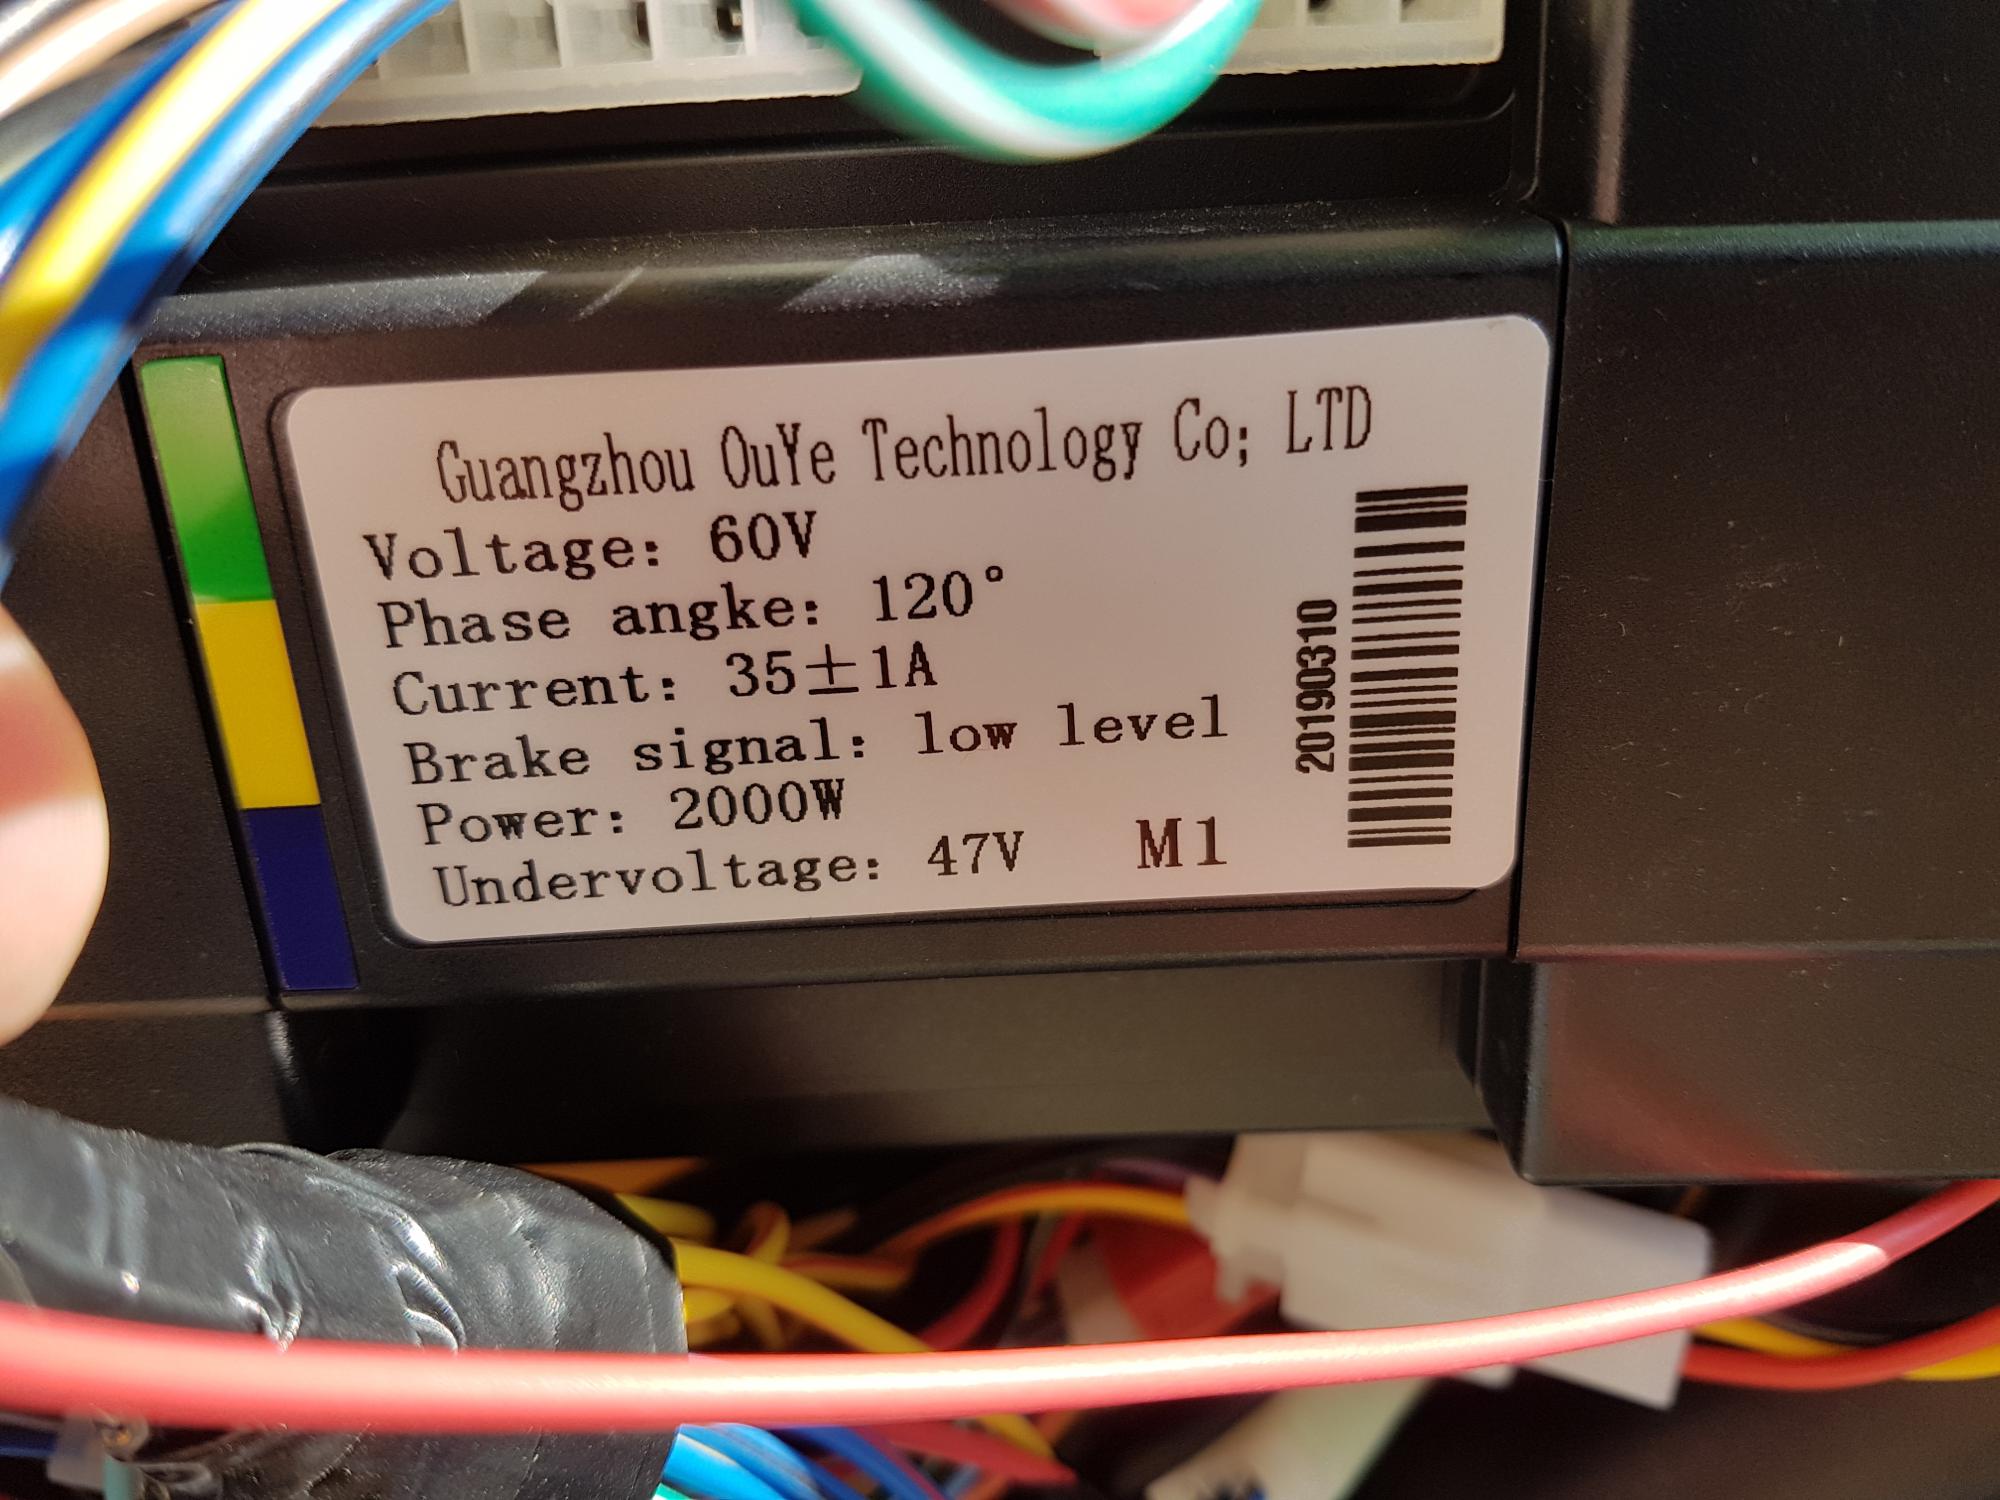 Guangzhou OuYe Technology Co; LTD
Voltage: 60V
Phase angke: 120°
Current: 35±1A
Brake signal: low level
Power: 2000W
Undervoltage: 47V M1
20190310